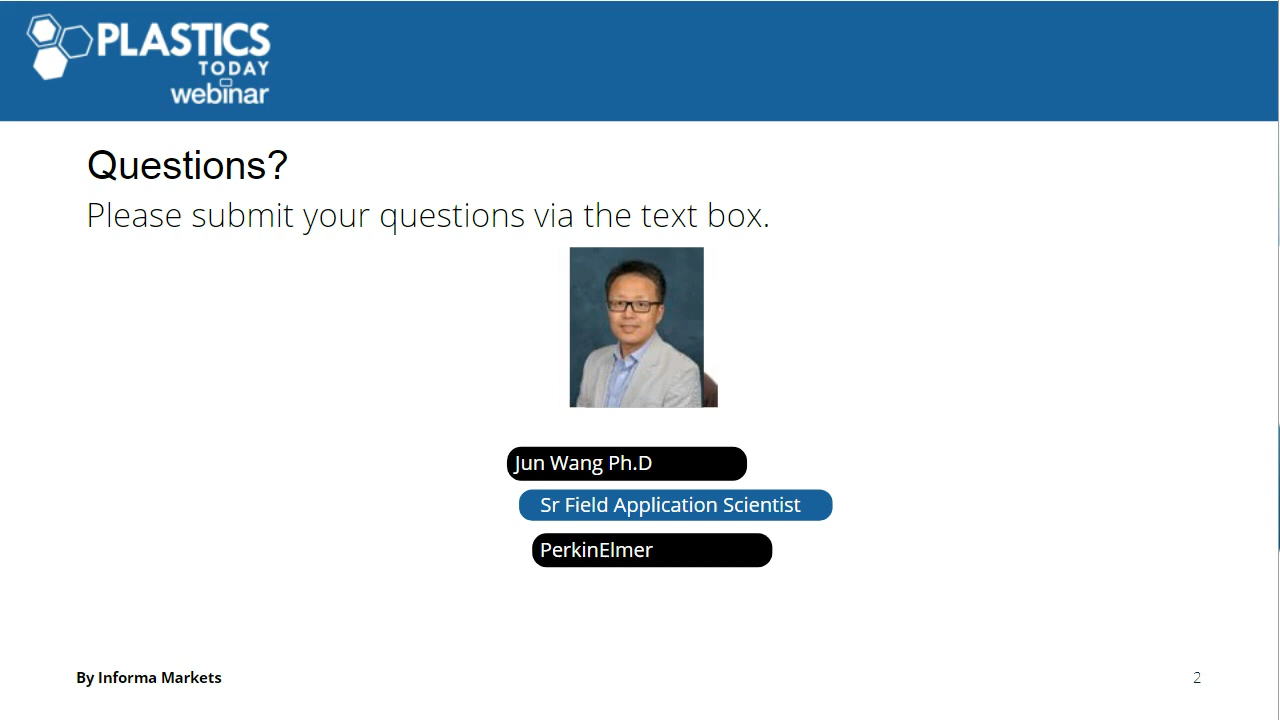 PLASTICS
TODAY
webinar
Questions?
Please submit your questions via the text box.
Jun Wang Ph.D
Sr Field Application Scientist
PerkinElmer
By Informa Markets
2